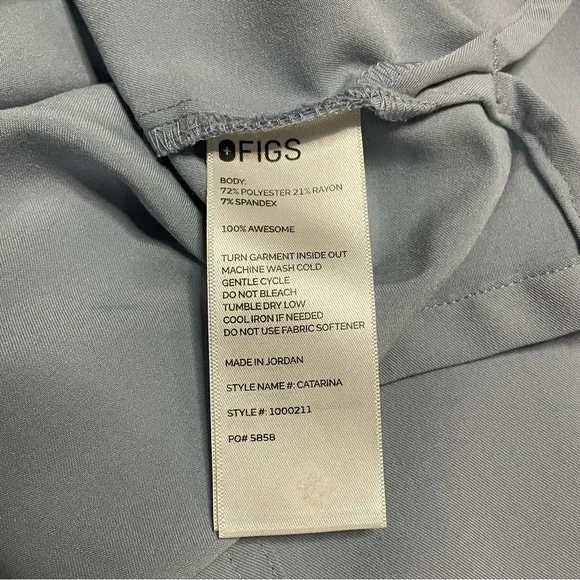 FIGS
BODY:
72% POLYESTER 21% RAYON
7% SPANDEX
100% AWESOME
TURN GARMENT INSIDE OUT
MACHINE WASH COLD
GENTLE CYCLE
DO NOT BLEACH
TUMBLE DRY LOW
COOL IRON IF NEEDED
DO NOT USE FABRIC SOFTENER
MADE IN JORDAN
STYLE NAME #: CATARINA
STYLE #: 1000211
PO# SB58